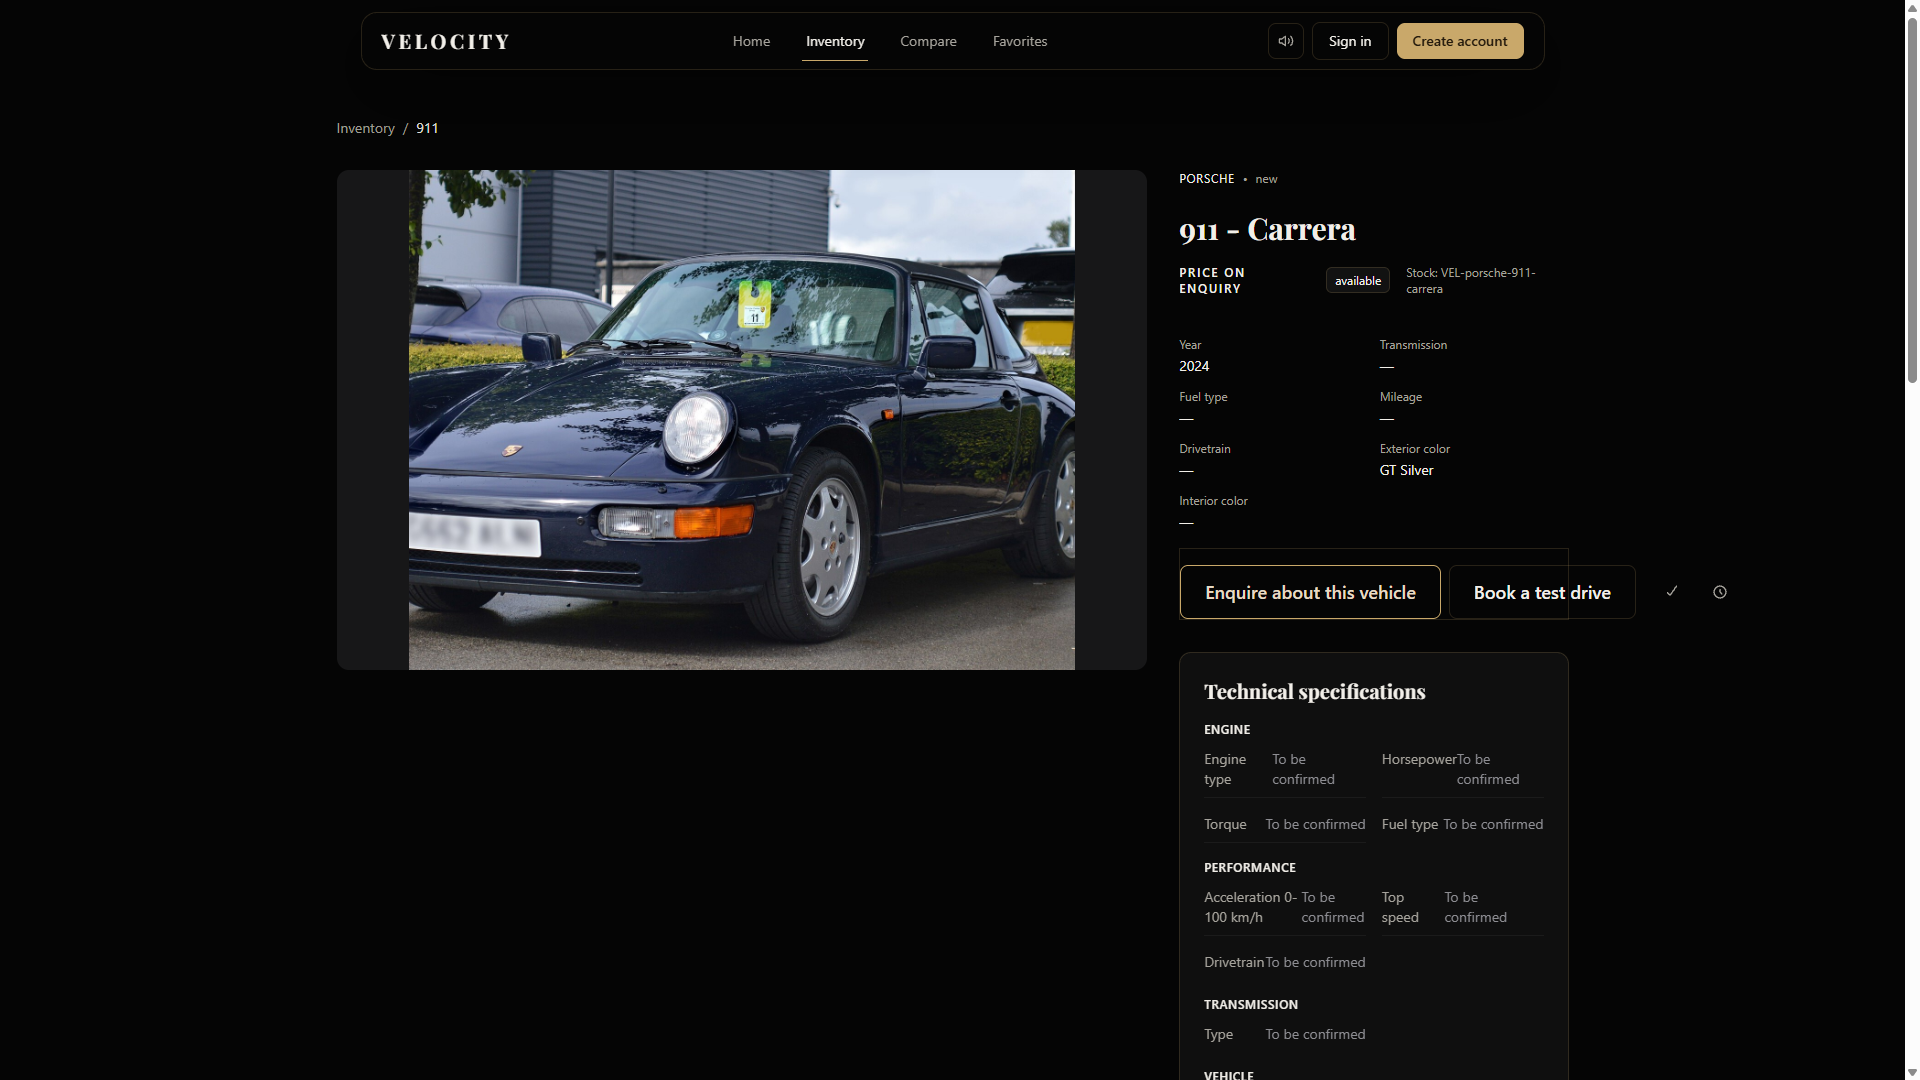 VELOCITY
Home
Inventory
Compare
Favorites
Sign in
Create account
Inventory / 911
11
PORSCHE • new
911 - Carrera
PRICE ON
ENQUIRY
available
Stock: VEL-porsche-911-
carrera
Year
2024
Transmission
—
Fuel type
—
Mileage
—
Drivetrain
—
Exterior color
GT Silver
Interior color
—
Enquire about this vehicle
Book a test drive
Technical specifications
ENGINE
Engine
type
To be
confirmed
Horsepower
To be
confirmed
Torque
To be confirmed
Fuel type
To be confirmed
PERFORMANCE
Acceleration 0-
100 km/h
To be
confirmed
Top
speed
To be
confirmed
Drivetrain
To be confirmed
TRANSMISSION
Type
To be confirmed
VEHICLE